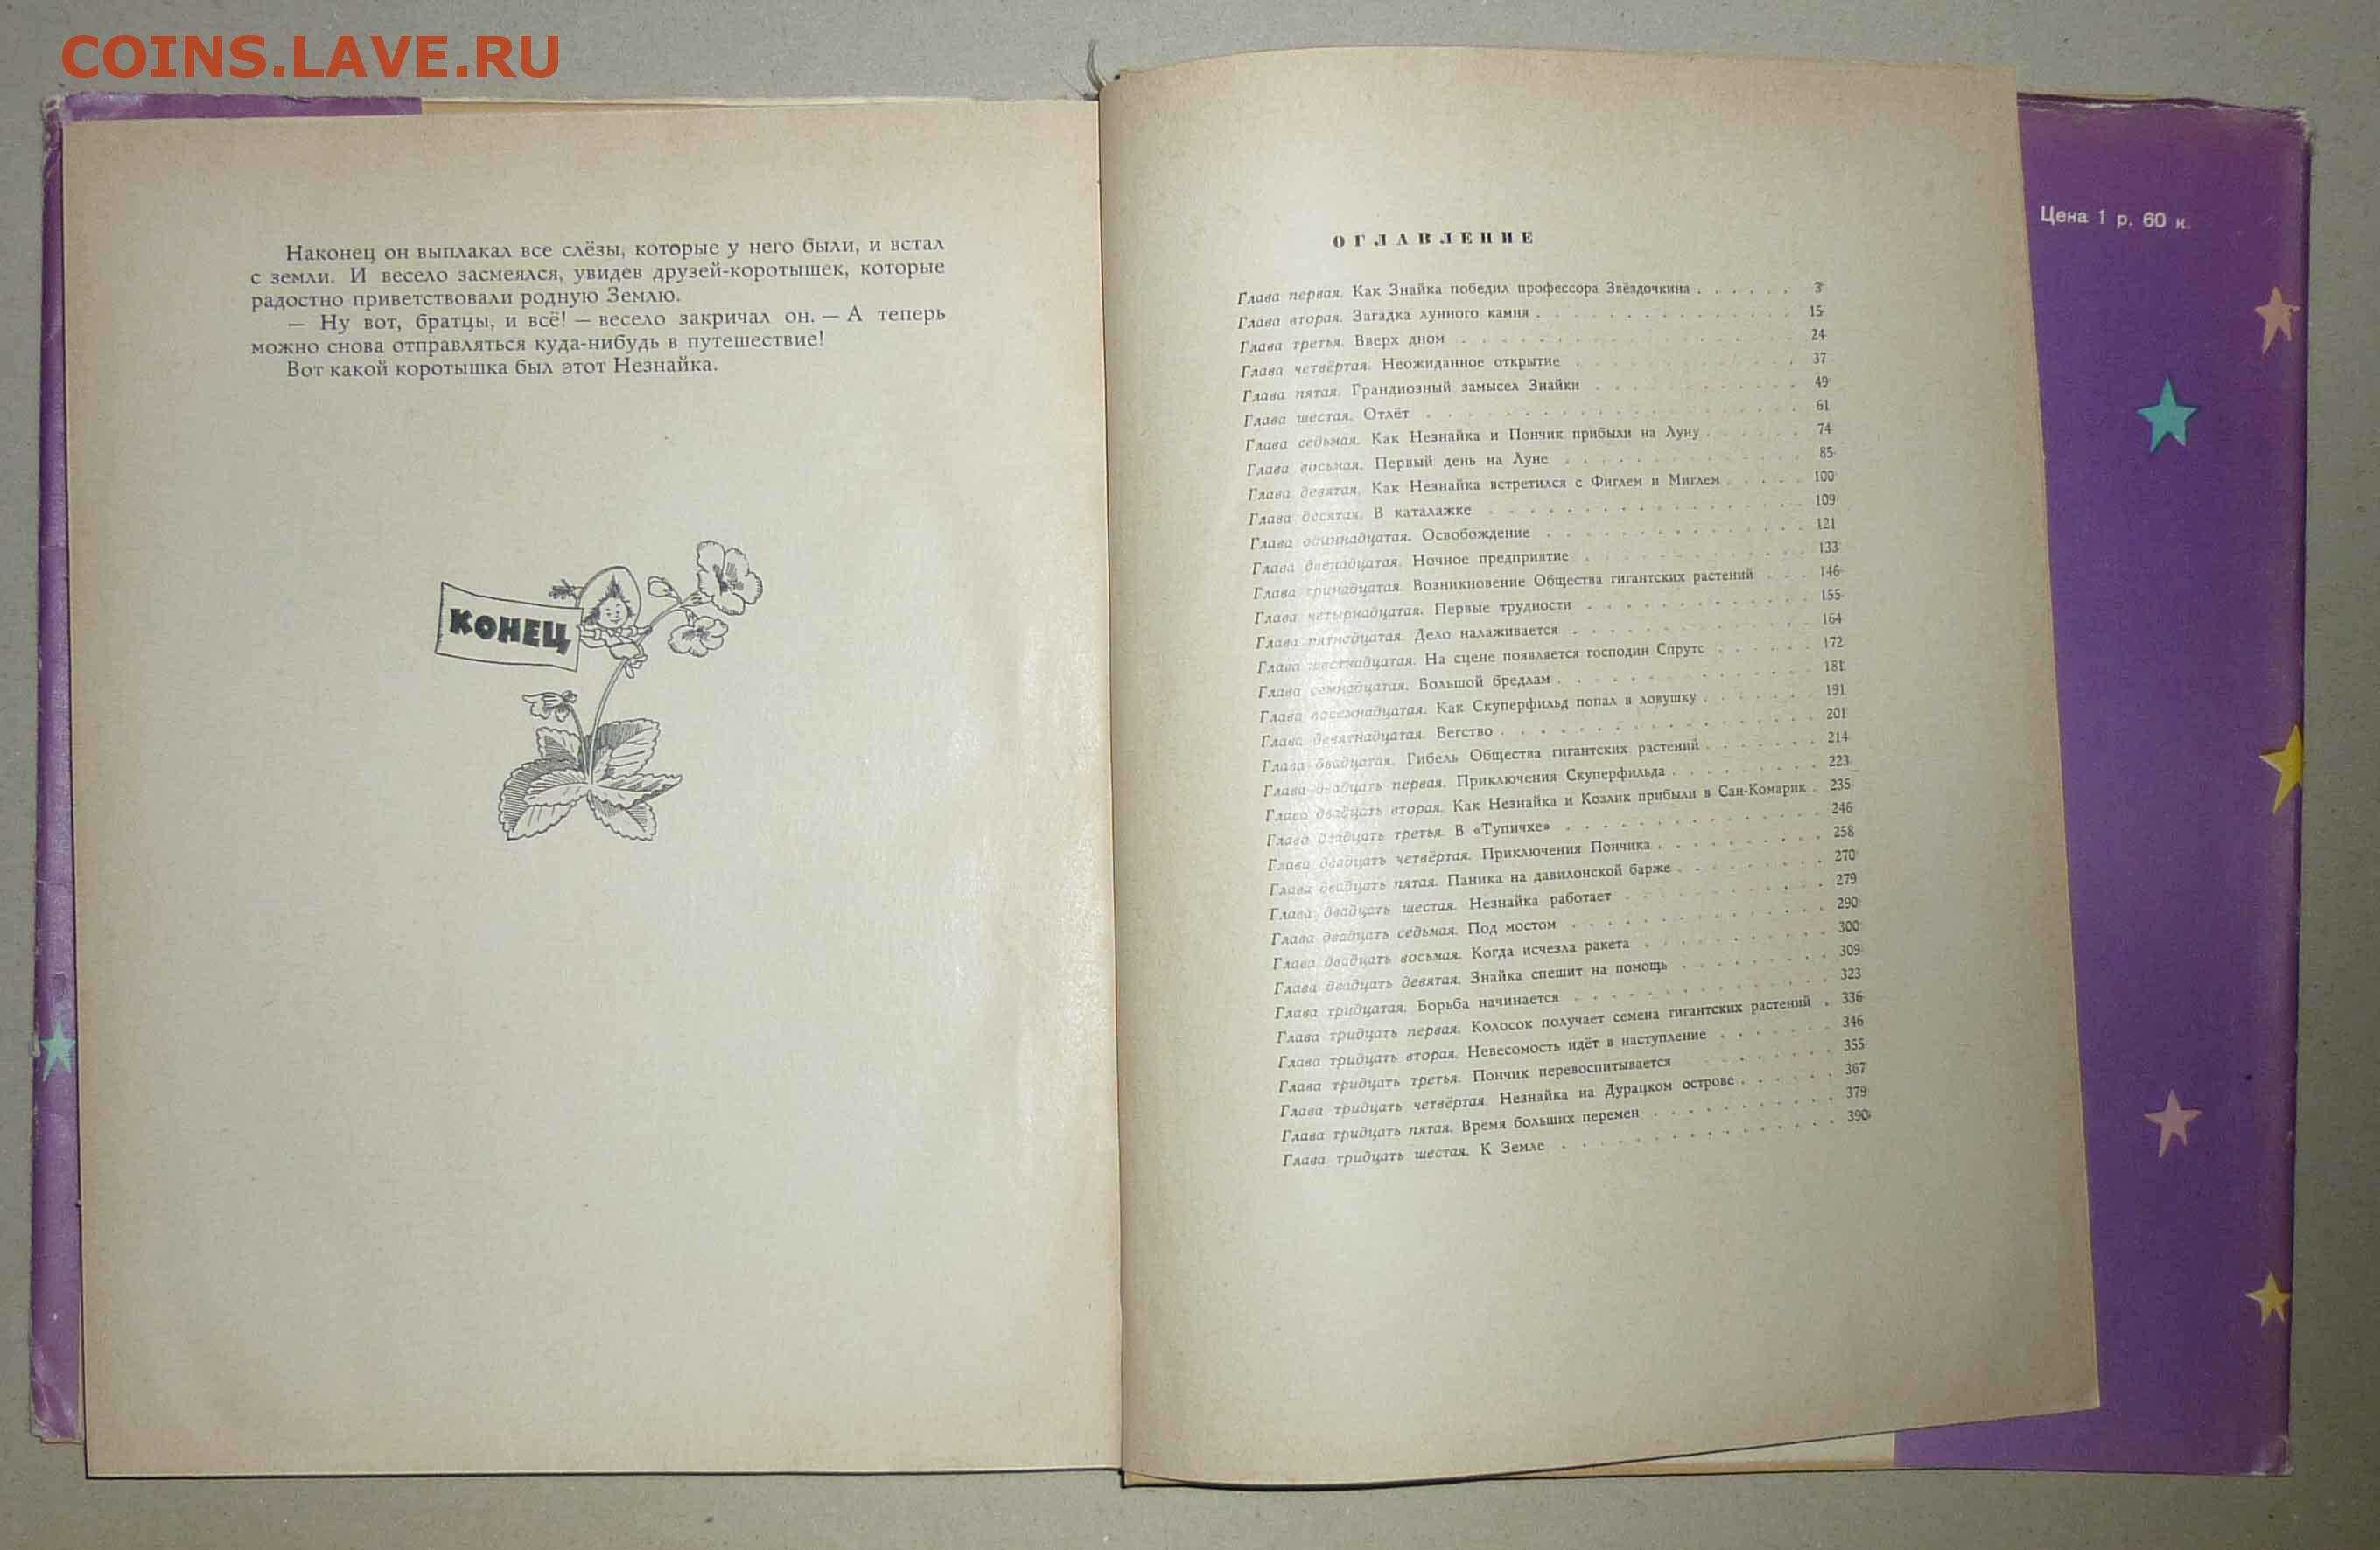 COINS.LAVE.RU
Наконец он выплакал все слёзы, которые у него были, и встал
с земли. И весело засмеялся, увидев друзей-коротышек, которые
радостно приветствовали родную Землю.
— Ну вот, братцы, и всё! — весело закричал он. — А теперь
можно снова отправляться куда-нибудь в путешествие!
Вот какой коротышка был этот Незнайка.
КОНЕЦ
ОГЛАВЛЕНИЕ
Глава первая. Как Знайка победил профессора Звёздочкина . . . . . . 3
Глава вторая. Загадка лунного камня . . . . . . 15
Глава третья. Вверх дном . . . . . . 24
Глава четвёртая. Неожиданное открытие . . . . . . 37
Глава пятая. Грандиозный замысел Знайки . . . . . . 49
Глава шестая. Отлёт . . . . . . 61
Глава седьмая. Как Незнайка и Пончик прибыли на Луну . . . . . . 74
Глава восьмая. Первый день на Луне . . . . . . 85
Глава девятая. Как Незнайка встретился с Фиглем и Миглем . . . . 100
Глава десятая. В каталажке . . . . . . 109
Глава одиннадцатая. Освобождение . . . . . . 121
Глава двенадцатая. Ночное предприятие . . . . . . 133
Глава тринадцатая. Возникновение Общества гигантских растений . . . 146
Глава четырнадцатая. Первые трудности . . . . . . 155
Глава пятнадцатая. Дело налаживается . . . . . . 164
Глава шестнадцатая. На сцене появляется господин Спрутс . . . . . . 172
Глава семнадцатая. Большой бредлам . . . . . . 181
Глава восемнадцатая. Как Скуперфильд попал в ловушку . . . . . . 191
Глава девятнадцатая. Бегство . . . . . . 201
Глава двадцатая. Гибель Общества гигантских растений . . . . . . 214
Глава двадцать первая. Приключения Скуперфильда . . . . . . 223
Глава двадцать вторая. Как Незнайка и Козлик прибыли в Сан-Комарик . 235
Глава двадцать третья. В «Тупичке» . . . . . . 246
Глава двадцать четвёртая. Приключения Пончика . . . . . . 258
Глава двадцать пятая. Паника на давилонской барже . . . . . . 270
Глава двадцать шестая. Незнайка работает . . . . . . 279
Глава двадцать седьмая. Под мостом . . . . . . 290
Глава двадцать восьмая. Когда исчезла ракета . . . . . . 300
Глава двадцать девятая. Знайка спешит на помощь . . . . . . 309
Глава тридцатая. Борьба начинается . . . . . . 323
Глава тридцать первая. Колосок получает семена гигантских растений . 336
Глава тридцать вторая. Невесомость идёт в наступление . . . . . . 346
Глава тридцать третья. Пончик перевоспитывается . . . . . . 355
Глава тридцать четвёртая. Незнайка на Дурацком острове . . . . . . 367
Глава тридцать пятая. Время больших перемен . . . . . . 379
Глава тридцать шестая. К Земле . . . . . . 390
Цена 1 р. 60 к.